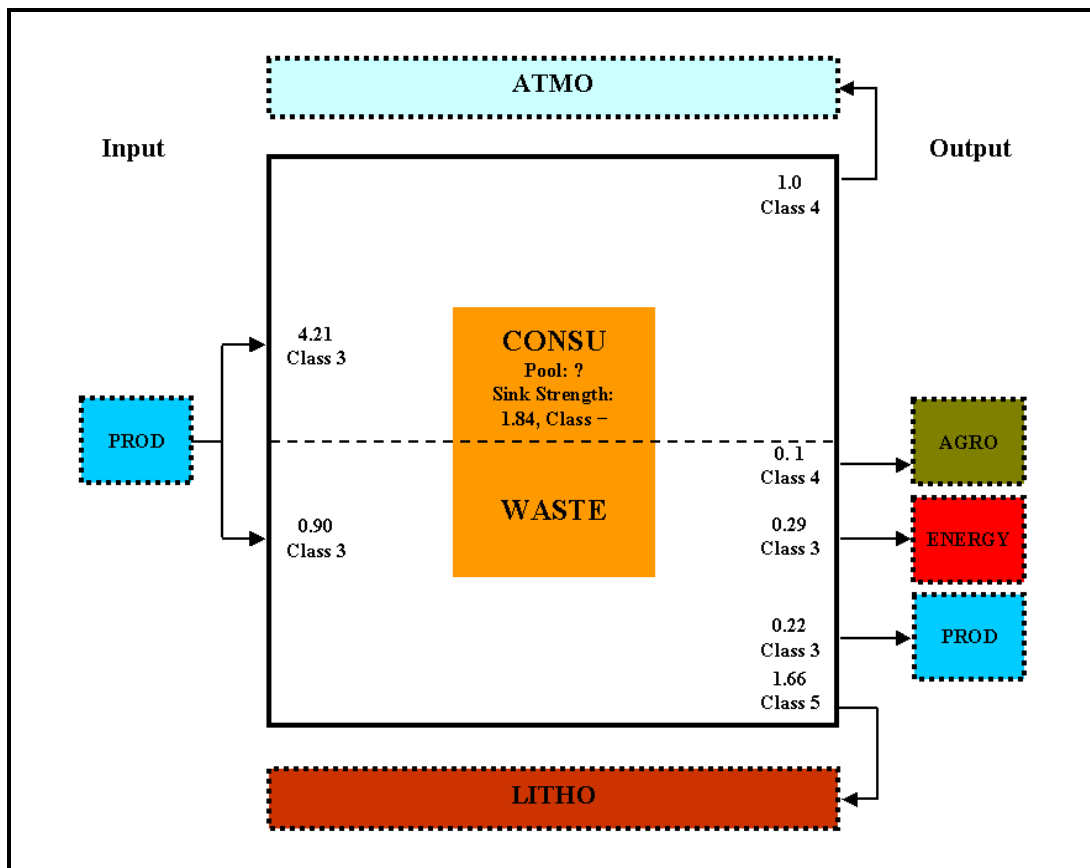 ATMO
Input
Output
1.0
Class 4
4.21
Class 3
CONSU
Pool: ?
Sink Strength:
1.84, Class −
PROD
0. 1
Class 4
AGRO
WASTE
0.90
Class 3
0.29
Class 3
ENERGY
0.22
Class 3
PROD
1.66
Class 5
LITHO